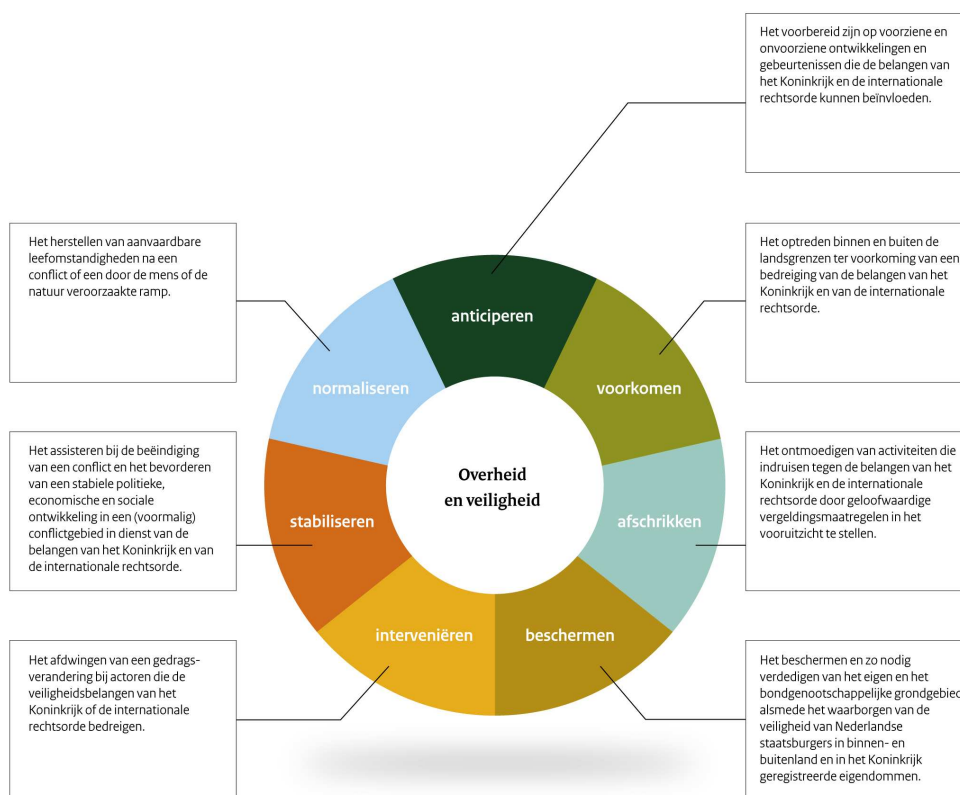 Het voorbereid zijn op voorziene en
onvoorziene ontwikkelingen en
gebeurtenissen die de belangen van
het Koninkrijk en de internationale
rechtsorde kunnen beïnvloeden.
Het optreden binnen en buiten de
landsgrenzen ter voorkoming van een
bedreiging van de belangen van het
Koninkrijk en van de internationale
rechtsorde.
Het ontmoedigen van activiteiten die
indruisen tegen de belangen van het
Koninkrijk en de internationale
rechtsorde door geloofwaardige
vergeldingsmaatregelen in het
vooruitzicht te stellen.
Het beschermen en zo nodig
verdedigen van het eigen en het
bondgenootschappelijke grondgebied
alsmede het waarborgen van de
veiligheid van Nederlandse
staatsburgers in binnen- en
buitenland en in het Koninkrijk
geregistreerde eigendommen.
Het herstellen van aanvaardbare
leefomstandigheden na een
conflict of een door de mens of de
natuur veroorzaakte ramp.
Het assisteren bij de beëindiging
van een conflict en het bevorderen
van een stabiele politieke,
economische en sociale
ontwikkeling in een (voormalig)
conflictgebied in dienst van de
belangen van het Koninkrijk en van
de internationale rechtsorde.
Het afdwingen van een gedrags-
verandering bij actoren die de
veiligheidsbelangen van het
Koninkrijk of de internationale
rechtsorde bedreigen.
anticiperen
voorkomen
afschrikken
beschermen
interveniëren
stabiliseren
normaliseren
Overheid
en veiligheid